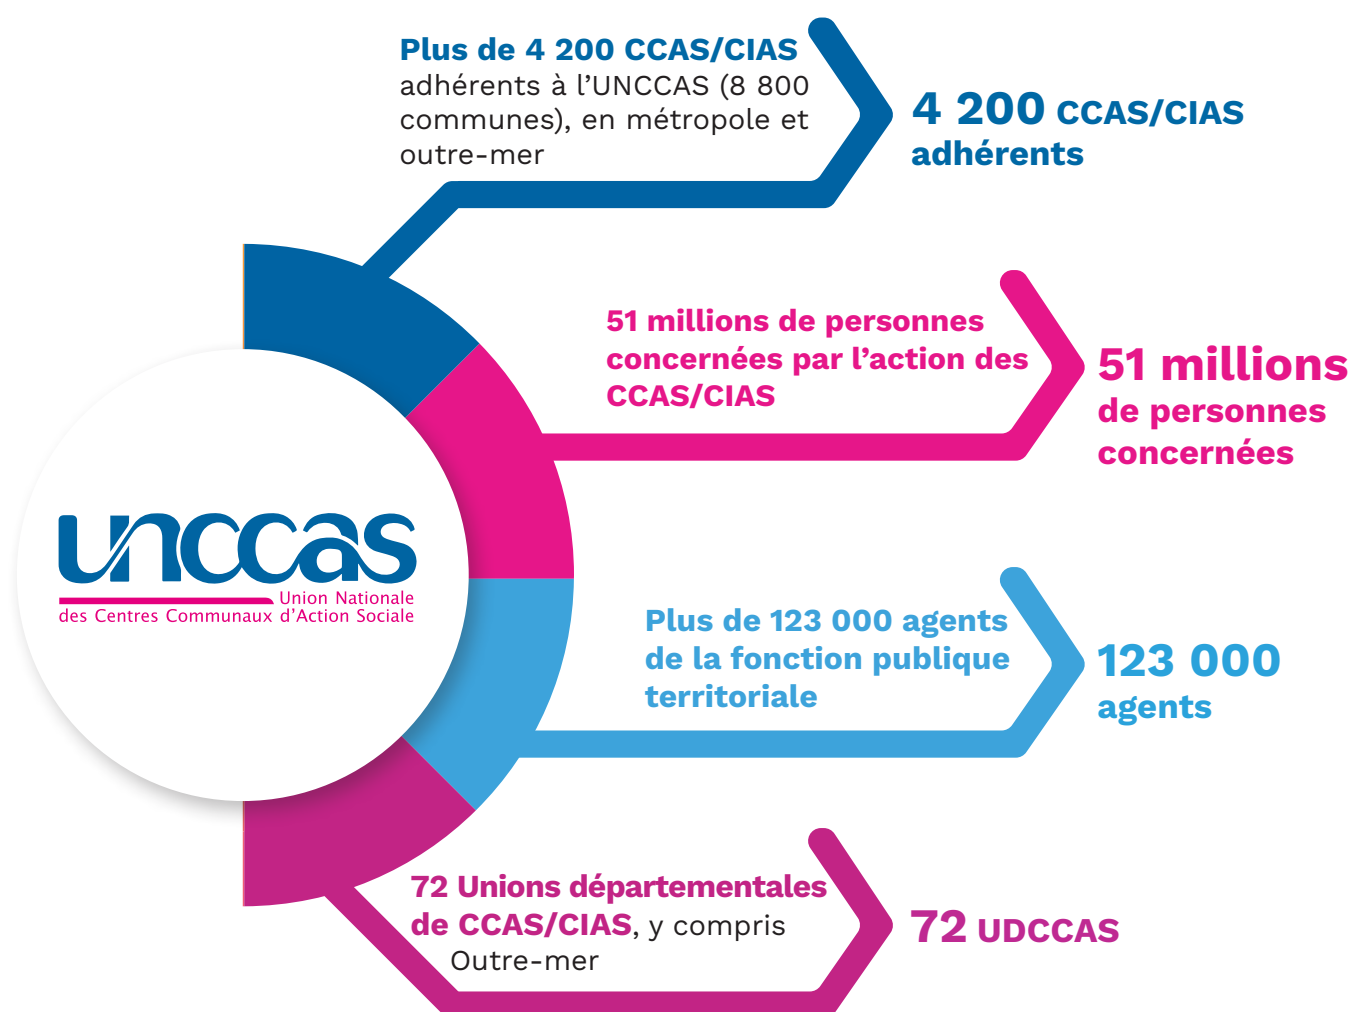 Plus de 4 200 CCAS/CIAS
adhérents à l’UNCCAS (8 800
communes), en métropole et
outre-mer
4 200 CCAS/CIAS
adhérents
51 millions de personnes
concernées par l’action des
CCAS/CIAS
51 millions
de personnes
concernées
unccas
Union Nationale
des Centres Communaux d’Action Sociale
Plus de 123 000 agents
de la fonction publique
territoriale
123 000
agents
72 Unions départementales
de CCAS/CIAS, y compris
Outre-mer
72 UDCCAS